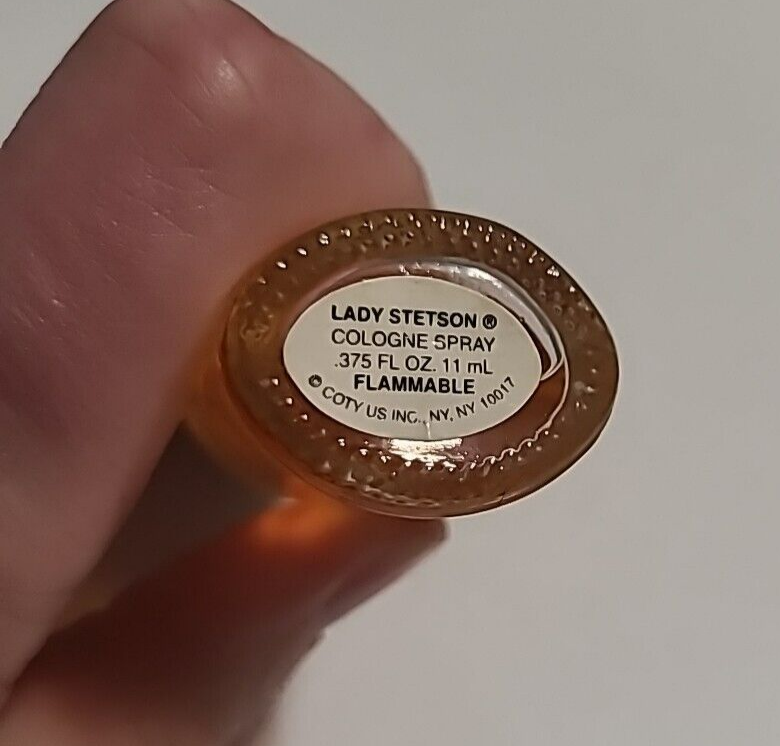 LADY STETSON ®
COLOGNE SPRAY
.375 FL OZ. 11 mL
FLAMMABLE
© COTY US INC., NY, NY 10017